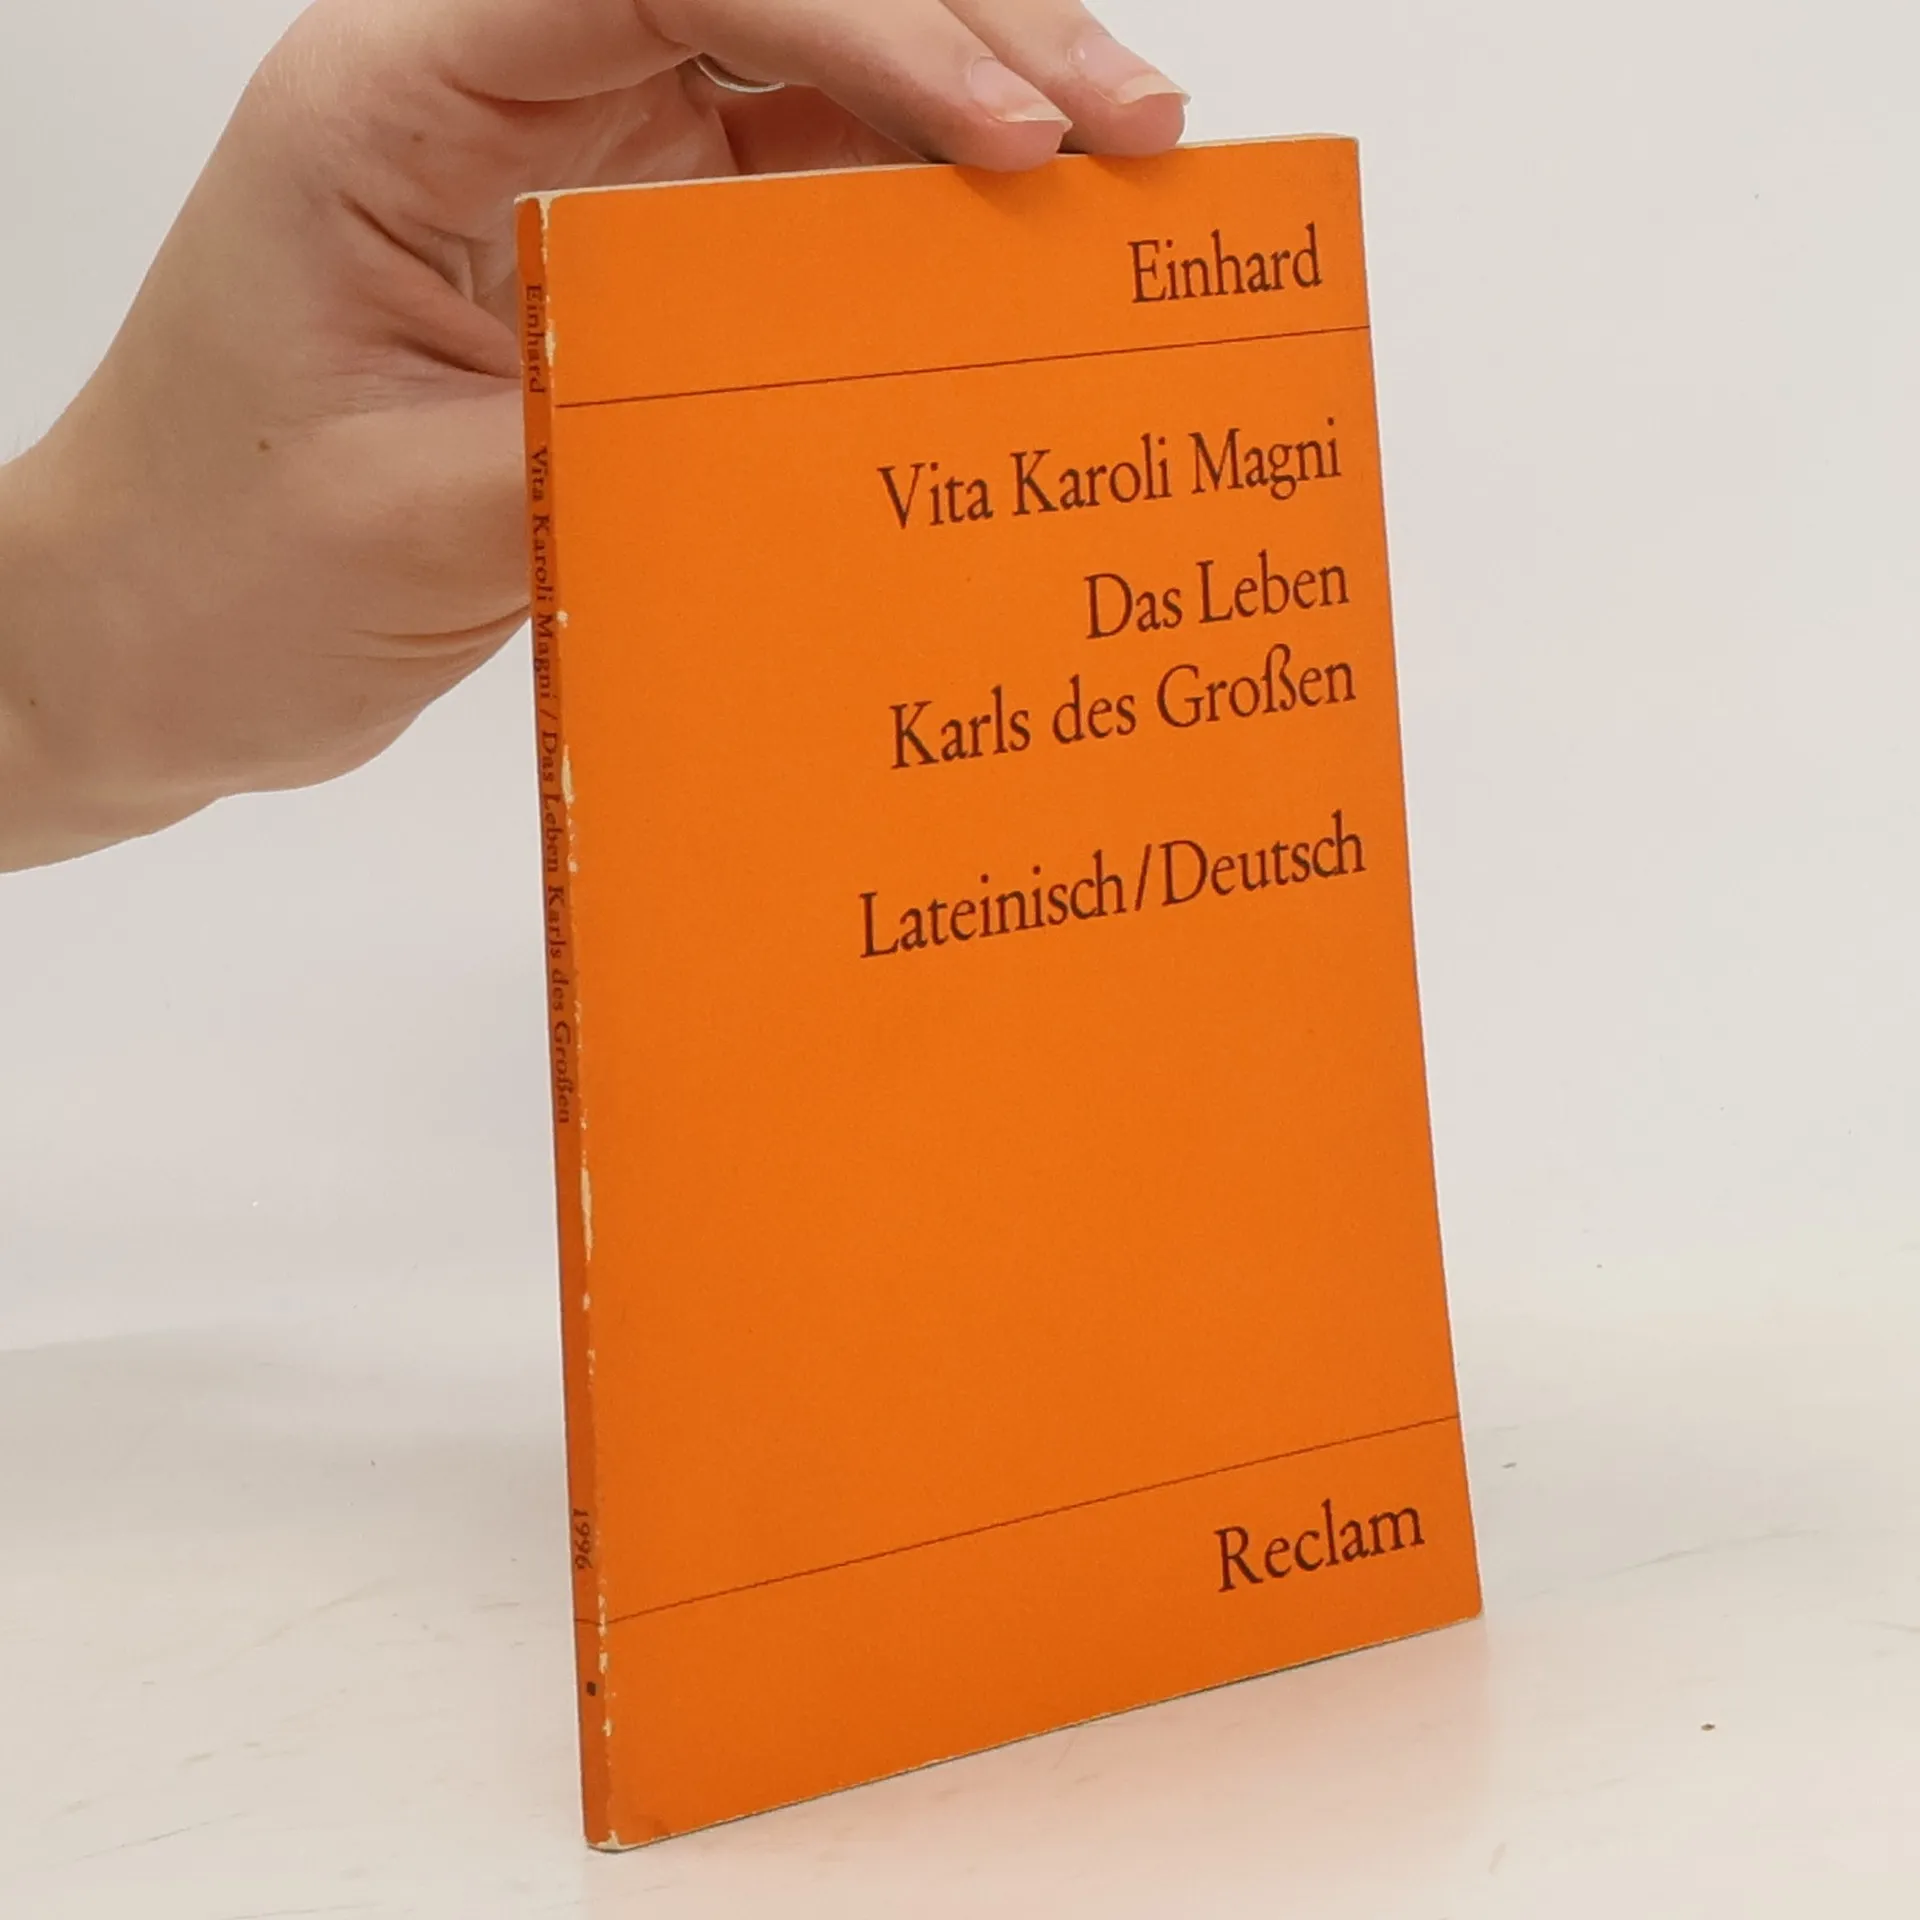 Einhard
Vita Karoli Magni
Das Leben
Karls des Großen
Lateinisch/Deutsch
Reclam
Einhard Vita Karoli Magni / Das Leben Karls des Großen 1996